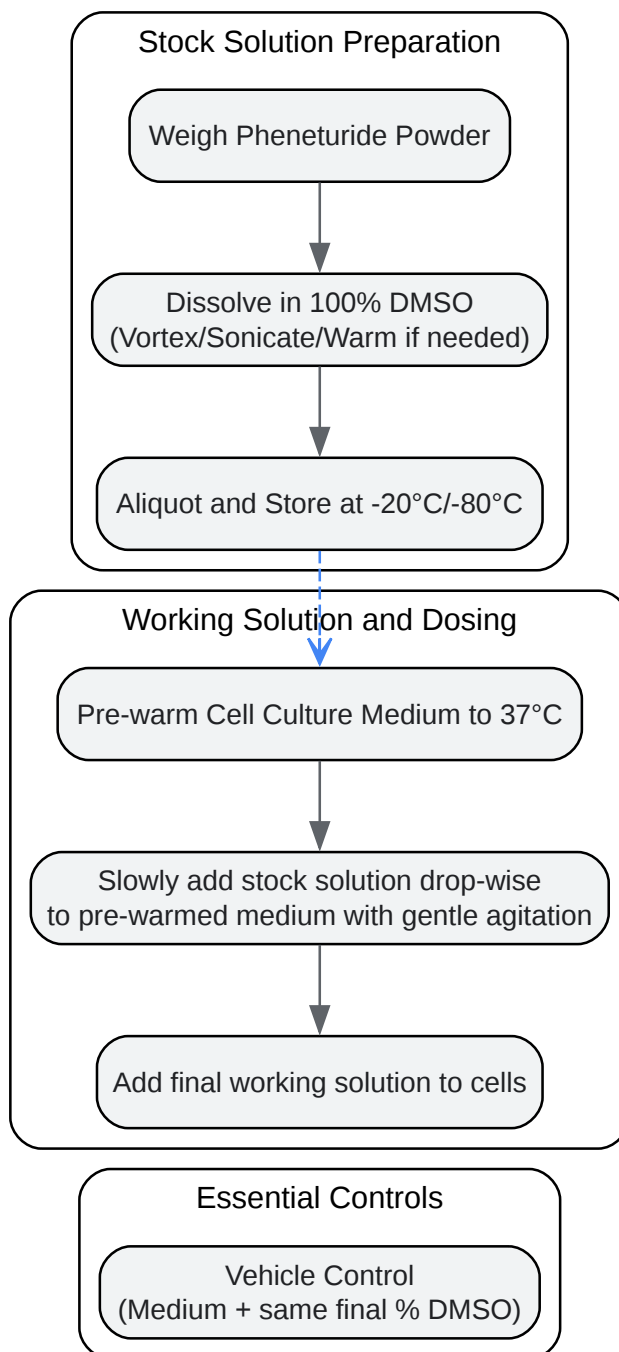 Stock Solution Preparation
Weigh Pheneturide Powder
Dissolve in 100% DMSO
(Vortex/Sonicate/Warm if needed)
Aliquot and Store at -20°C/-80°C
Working Solution and Dosing
Pre-warm Cell Culture Medium to 37°C
Slowly add stock solution drop-wise
to pre-warmed medium with gentle agitation
Add final working solution to cells
Essential Controls
Vehicle Control
(Medium + same final % DMSO)